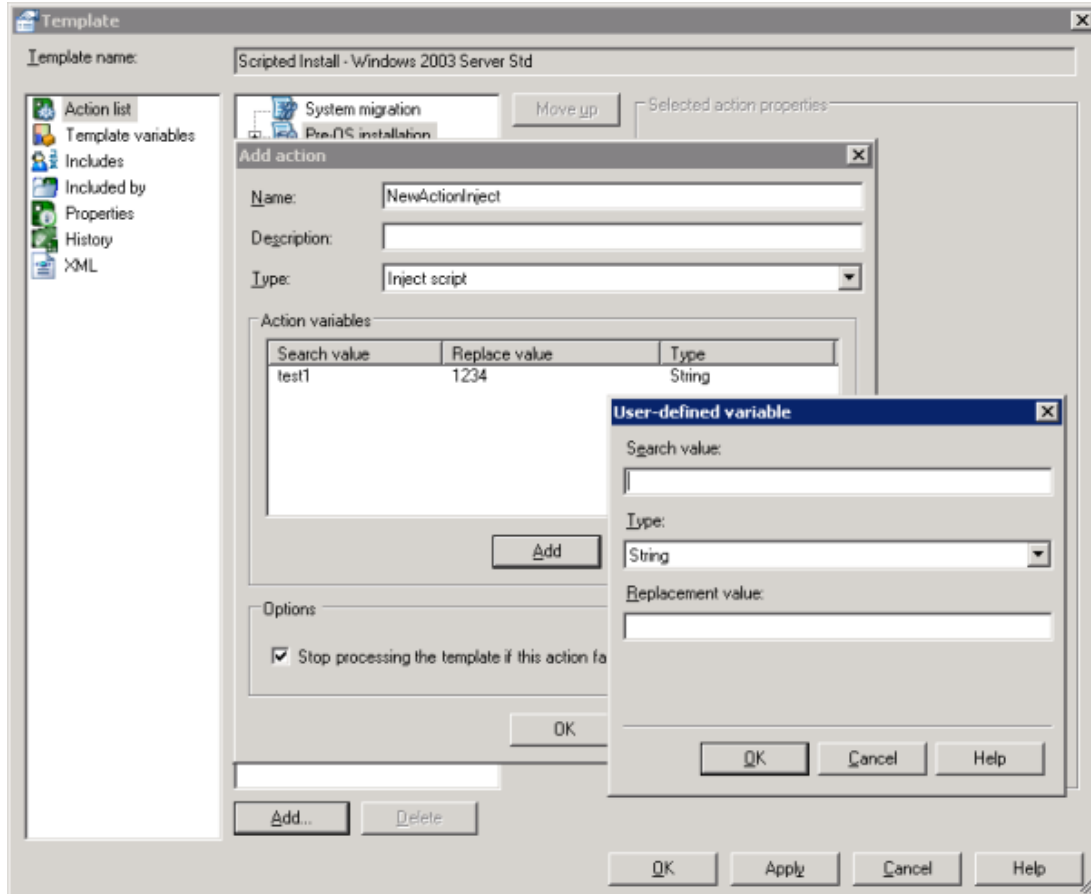 Template
Template name:
Scripted Install - Windows 2003 Server Std
Action list
Template variables
Includes
Included by
Properties
History
XML
System migration
Pre-OS installation
Move up
Selected action properties
Add action
Name:
NewActionInject
Description:
Type:
Inject script
Action variables
Search value Replace value Type
test1 1234 String
Add
Options
Stop processing the template if this action fa
OK
User-defined variable
Search value:
Type:
String
Replacement value:
OK Cancel Help
Add... Delete
OK Apply Cancel Help